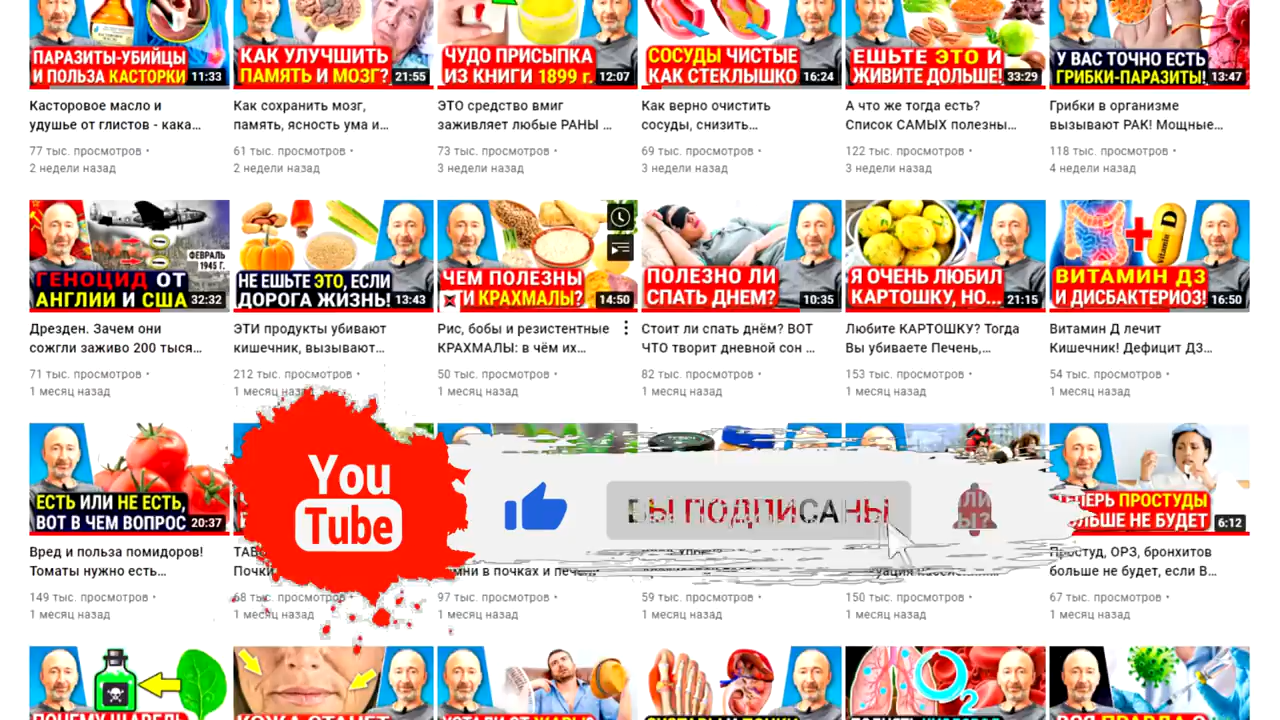 ПАРАЗИТЫ-УБИЙЦЫ
И ПОЛЬЗА КАСТОРКИ
11:33
Касторовое масло и
удушье от глистов - кака...
77 тыс. просмотров •
2 недели назад
КАК УЛУЧШИТЬ
ПАМЯТЬ И МОЗГ?
21:55
Как сохранить мозг,
память, ясность ума и...
61 тыс. просмотров •
2 недели назад
ЧУДО ПРИСЫПКА
ИЗ КНИГИ 1899 г.
12:07
ЭТО средство вмиг
заживляет любые РАНЫ ...
73 тыс. просмотров •
3 недели назад
СОСУДЫ ЧИСТЫЕ
КАК СТЕКЛЫШКО
16:24
Как верно очистить
сосуды, снизить...
69 тыс. просмотров •
3 недели назад
ЕШЬТЕ ЭТО И
ЖИВИТЕ ДОЛЬШЕ!
33:29
А что же тогда есть?
Список САМЫХ полезны...
122 тыс. просмотров •
3 недели назад
У ВАС ТОЧНО ЕСТЬ
ГРИБКИ-ПАРАЗИТЫ!
13:47
Грибки в организме
вызывают РАК! Мощные...
118 тыс. просмотров •
4 недели назад
ФЕВРАЛЬ
1945 Г.
ГЕНОЦИД ОТ
АНГЛИИ И США
32:32
Дрезден. Зачем они
сожгли заживо 200 тыся...
71 тыс. просмотров •
1 месяц назад
НЕ ЕШЬТЕ ЭТО, ЕСЛИ
ДОРОГА ЖИЗНЬ!
13:43
ЭТИ продукты убивают
кишечник, вызывают...
212 тыс. просмотров •
1 месяц назад
ЧЕМ ПОЛЕЗНЫ
ТИ КРАХМАЛЫ?
14:50
Рис, бобы и резистентные
КРАХМАЛЫ: в чём их...
50 тыс. просмотров •
1 месяц назад
ПОЛЕЗНО ЛИ
СПАТЬ ДНЕМ?
10:35
Стоит ли спать днём? ВОТ
ЧТО творит дневной сон ...
82 тыс. просмотров •
1 месяц назад
Я ОЧЕНЬ ЛЮБИЛ
КАРТОШКУ, НО...
21:15
Любите КАРТОШКУ? Тогда
Вы убиваете Печень,...
153 тыс. просмотров •
1 месяц назад
Vitamin D
ВИТАМИН Д3
И ДИСБАКТЕРИОЗ!
16:50
Витамин Д лечит
Кишечник! Дефицит Д3...
54 тыс. просмотров •
1 месяц назад
ЕСТЬ ИЛИ НЕ ЕСТЬ,
ВОТ В ЧЕМ ВОПРОС
20:37
Вред и пользa помидоров!
Томаты нужно есть...
149 тыс. просмотров •
1 месяц назад
You
Tube
68 тыс. просмотров •
1 месяц назад
ВЫ ПОДПИСАНЫ
97 тыс. просмотров •
1 месяц назад
59 тыс. просмотров •
1 месяц назад
150 тыс. просмотров •
1 месяц назад
ПРОСТУДЫ
НЕ БУДЕТ
6:12
Простуд, ОРЗ, бронхитов
больше не будет, если В...
67 тыс. просмотров •
1 месяц назад